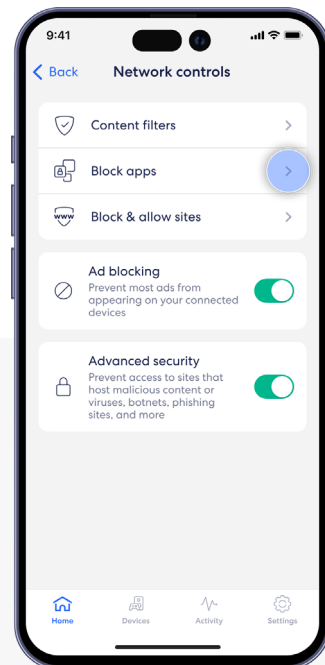 9:41
Back
Network controls
Content filters
Block apps
www
Block & allow sites
Ad blocking
Prevent most ads from
appearing on your connected
devices
Advanced security
Prevent access to sites that
host malicious content or
viruses, botnets, phishing
sites, and more
Home
Devices
Activity
Settings